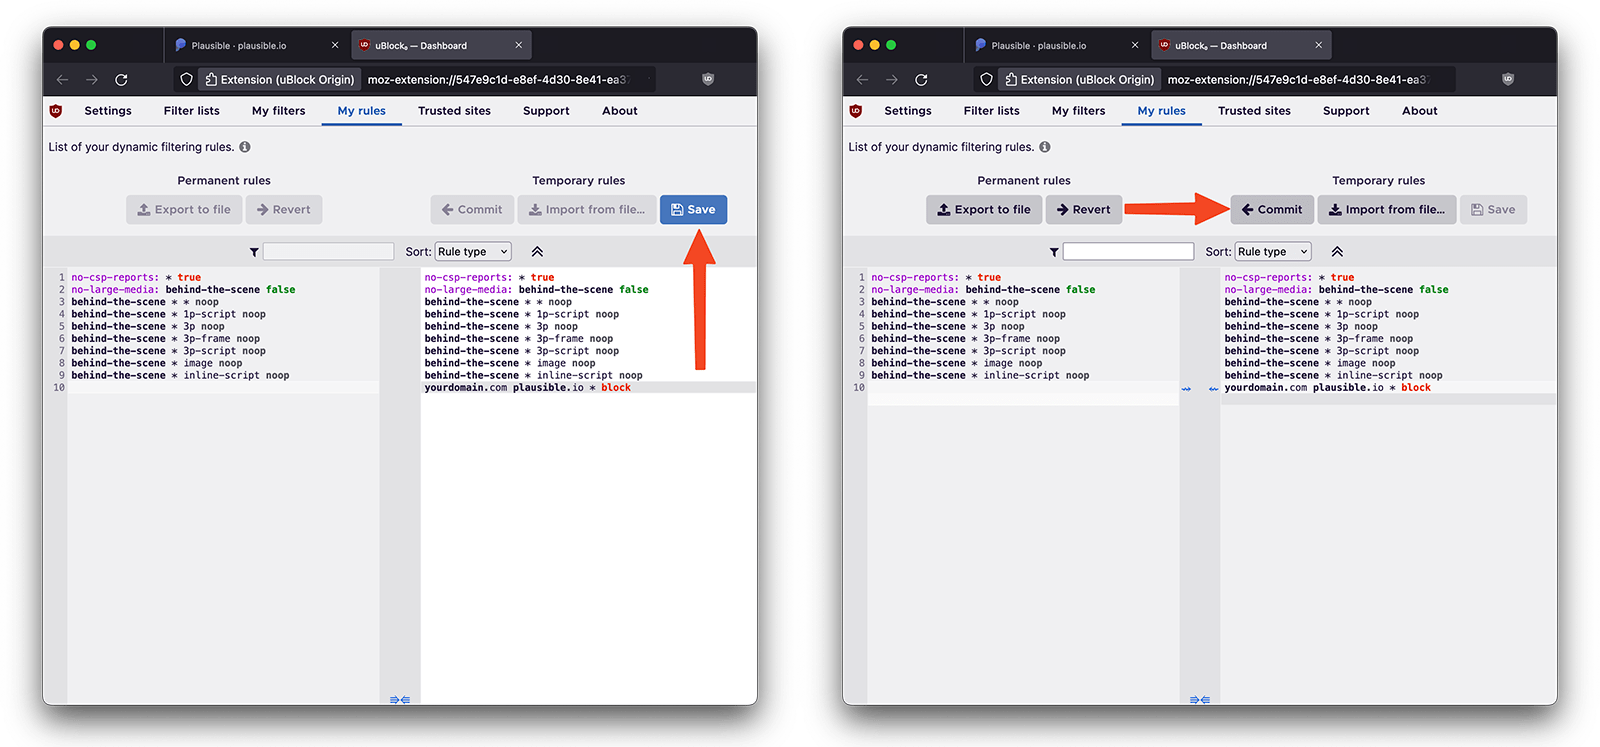 Plausible · plausible.io
uBlock₀ — Dashboard
Extension (uBlock Origin) moz-extension://547e9c1d-e8ef-4d30-8e41-ea37
Settings Filter lists My filters My rules Trusted sites Support About
List of your dynamic filtering rules.
Permanent rules Temporary rules
Export to file Revert Commit Import from file... Save
Sort: Rule type
1 no-csp-reports: * true
2 no-large-media: behind-the-scene false
3 behind-the-scene * * noop
4 behind-the-scene * 1p-script noop
5 behind-the-scene * 3p noop
6 behind-the-scene * 3p-frame noop
7 behind-the-scene * 3p-script noop
8 behind-the-scene * image noop
9 behind-the-scene * inline-script noop
10
no-csp-reports: * true
no-large-media: behind-the-scene false
behind-the-scene * * noop
behind-the-scene * 1p-script noop
behind-the-scene * 3p noop
behind-the-scene * 3p-frame noop
behind-the-scene * 3p-script noop
behind-the-scene * image noop
behind-the-scene * inline-script noop
yourdomain.com plausible.io * block
Plausible · plausible.io
uBlock₀ — Dashboard
Extension (uBlock Origin) moz-extension://547e9c1d-e8ef-4d30-8e41-ea37
Settings Filter lists My filters My rules Trusted sites Support About
List of your dynamic filtering rules.
Permanent rules Temporary rules
Export to file Revert Commit Import from file... Save
Sort: Rule type
1 no-csp-reports: * true
2 no-large-media: behind-the-scene false
3 behind-the-scene * * noop
4 behind-the-scene * 1p-script noop
5 behind-the-scene * 3p noop
6 behind-the-scene * 3p-frame noop
7 behind-the-scene * 3p-script noop
8 behind-the-scene * image noop
9 behind-the-scene * inline-script noop
10
no-csp-reports: * true
no-large-media: behind-the-scene false
behind-the-scene * * noop
behind-the-scene * 1p-script noop
behind-the-scene * 3p noop
behind-the-scene * 3p-frame noop
behind-the-scene * 3p-script noop
behind-the-scene * image noop
behind-the-scene * inline-script noop
yourdomain.com plausible.io * block